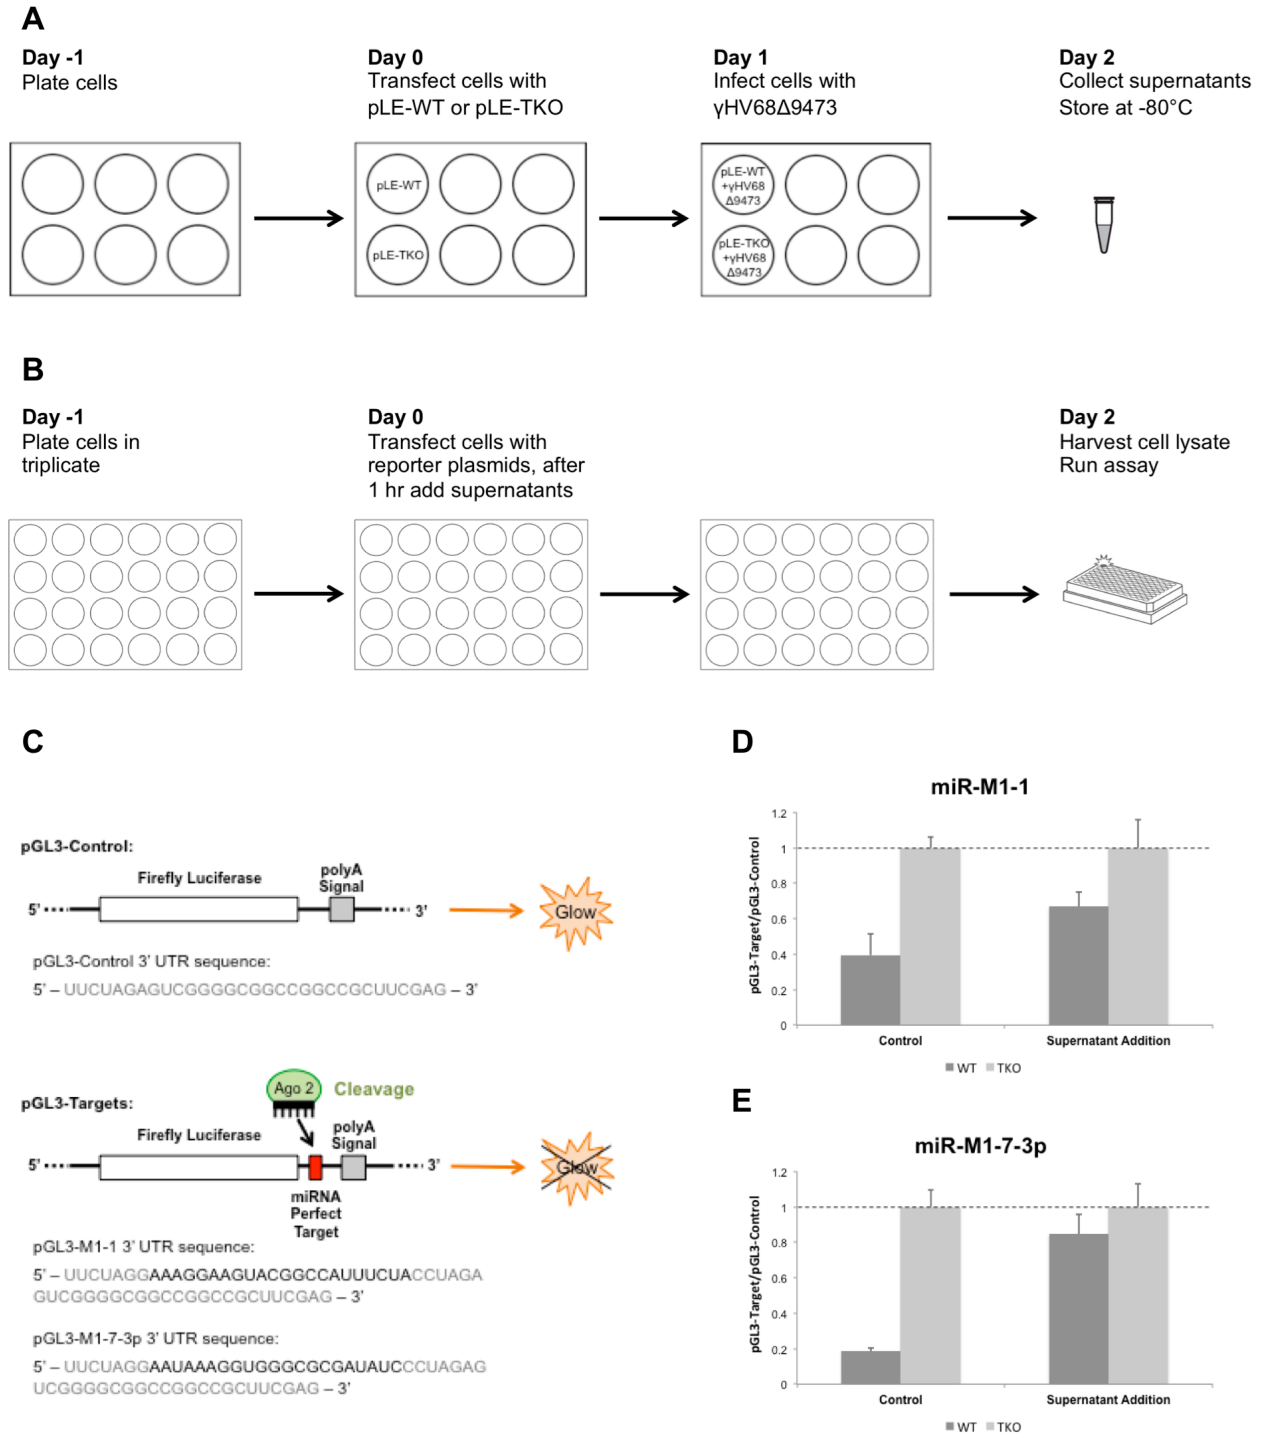 A
Day -1
Plate cells
Day 0
Transfect cells with
pLE-WT or pLE-TKO
Day 1
Infect cells with
γHV68Δ9473
Day 2
Collect supernatants
Store at -80°C
pLE-WT
pLE-TKO
pLE-WT
+γHV68
Δ9473
pLE-TKO
+γHV68
Δ9473
B
Day -1
Plate cells in
triplicate
Day 0
Transfect cells with
reporter plasmids, after
1 hr add supernatants
Day 2
Harvest cell lysate
Run assay
C
pGL3-Control:
Firefly Luciferase
polyA
Signal
5' 3'
Glow
pGL3-Control 3' UTR sequence:
5' – UUCUAGAGUCGGGGCGGCCGGCCGCUUCGAG – 3'
Ago 2
Cleavage
pGL3-Targets:
Firefly Luciferase
polyA
Signal
5' 3'
Glow
miRNA
Perfect
Target
pGL3-M1-1 3' UTR sequence:
5' – UUCUAGGAAAGGAAGUACGGCCAUUUCUACCUAGA
GUCGGGGCGGCCGGCCGCUUCGAG – 3'
pGL3-M1-7-3p 3' UTR sequence:
5' – UUCUAGGAAUAAAGGUGGGCGCGAUAUCCCUAGAG
UCGGGGCGGCCGGCCGCUUCGAG – 3'
D
miR-M1-1
pGL3-Target/pGL3-Control
1.2
1
0.8
0.6
0.4
0.2
0
Control Supernatant Addition
WT TKO
E
miR-M1-7-3p
pGL3-Target/pGL3-Control
1.2
1
0.8
0.6
0.4
0.2
0
Control Supernatant Addition
WT TKO